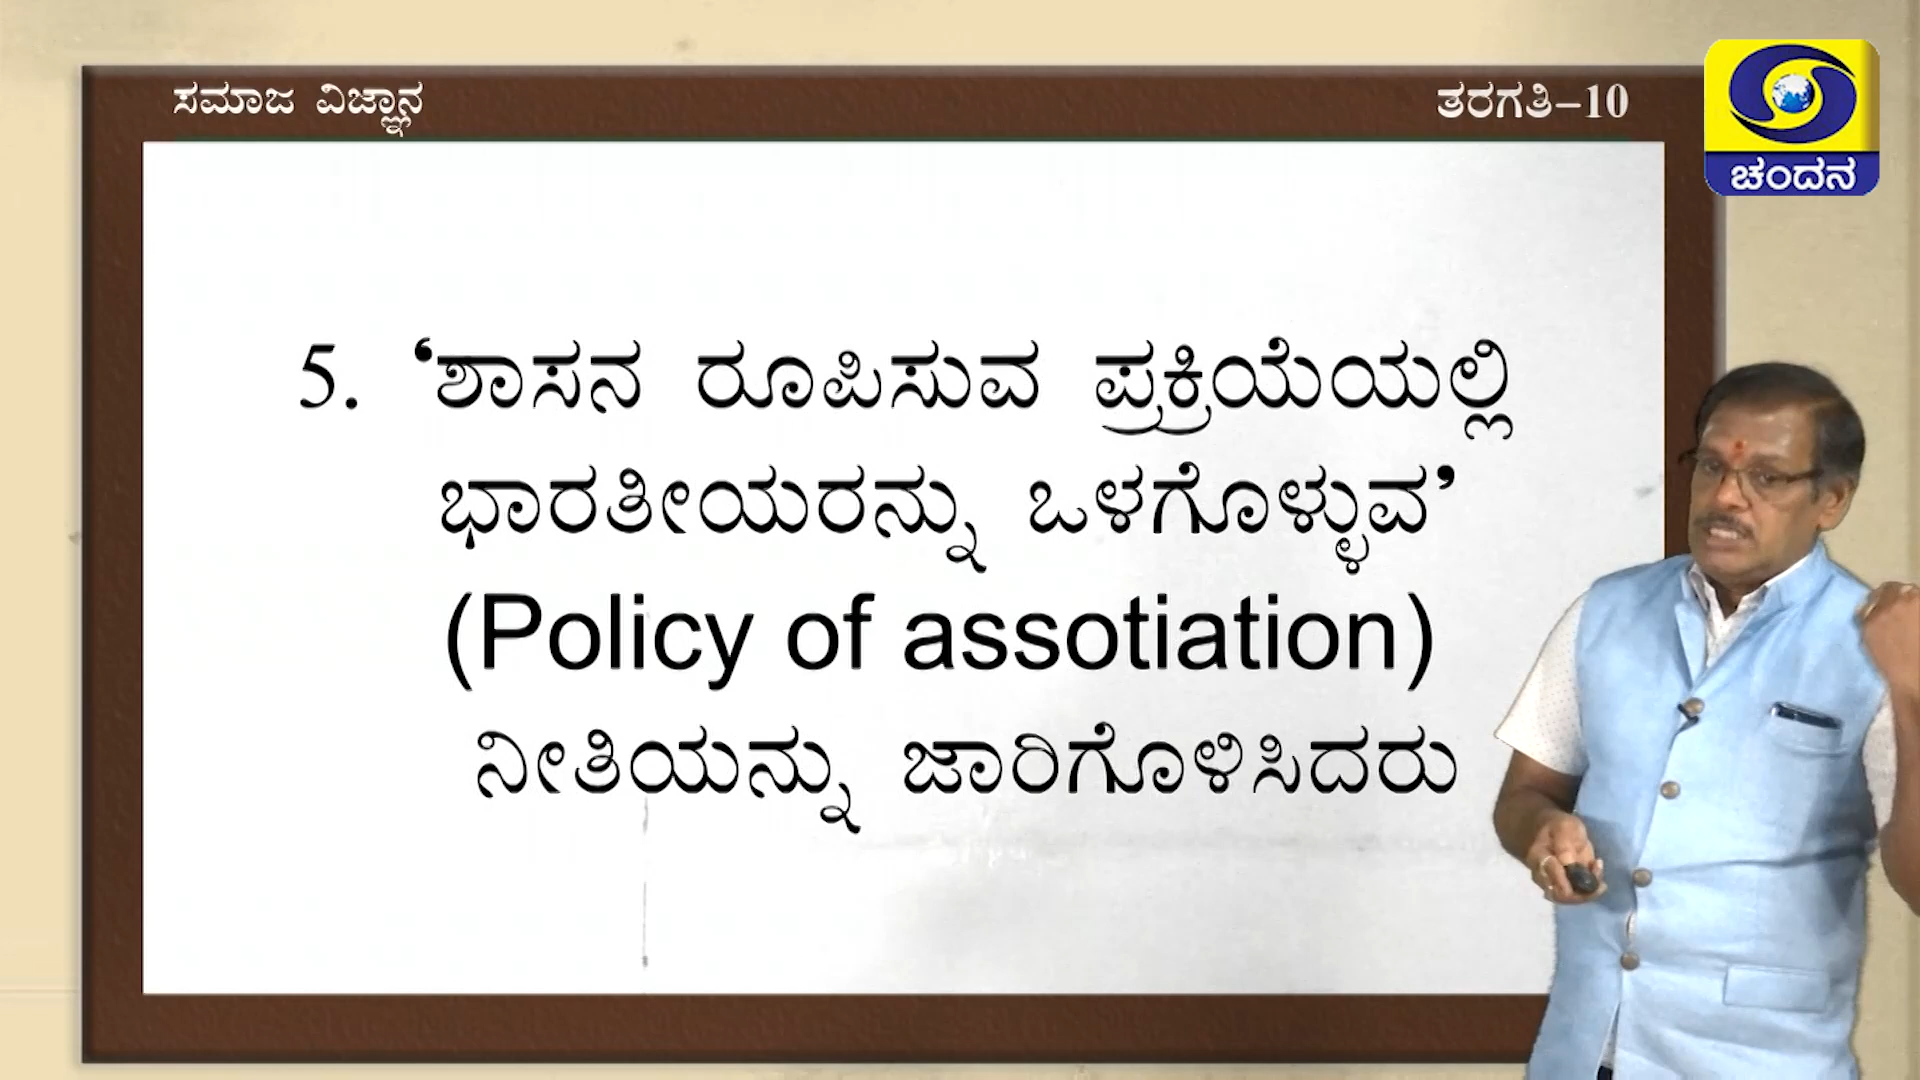 ಸಮಾಜ ವಿಜ್ಞಾನ
ತರಗತಿ–10
ಚಂದನ
5. ‘ಶಾಸನ ರೂಪಿಸುವ ಪ್ರಕ್ರಿಯೆಯಲ್ಲಿ
ಭಾರತೀಯರನ್ನು ಒಳಗೊಳ್ಳುವ’
(Policy of assotiation)
ನೀತಿಯನ್ನು ಜಾರಿಗೊಳಿಸಿದರು